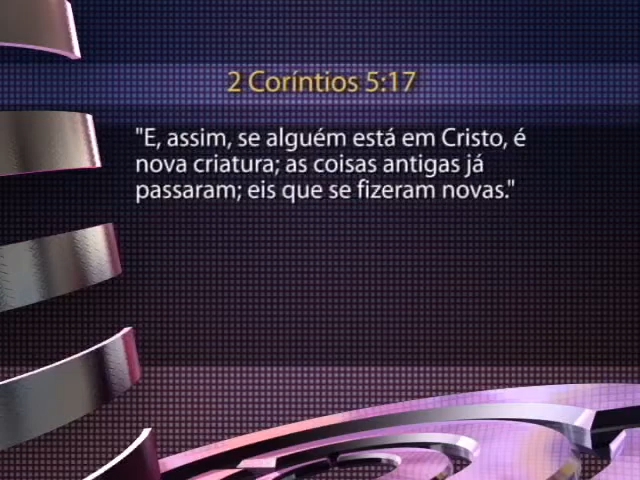 2 Coríntios 5:17
"E, assim, se alguém está em Cristo, é
nova criatura; as coisas antigas já
passaram; eis que se fizeram novas."